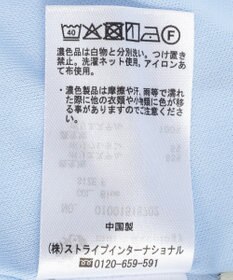 40
F
濃色品は白物と分別洗い、つけ置き
禁止。洗濯ネット使用、アイロンあ
て布使用。
●濃色製品は摩擦や汗、雨等で濡れ
た際に他の衣類や小物類に色が移
る事が有りますのでご注意くださ
い。
中国製
(株)ストライプインターナショナル
0120-659-591